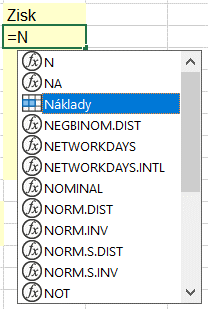 Zisk
=N
N
NA
Náklady
NEGBINOM.DIST
NETWORKDAYS
NETWORKDAYS.INTL
NOMINAL
NORM.DIST
NORM.INV
NORM.S.DIST
NORM.S.INV
NOT